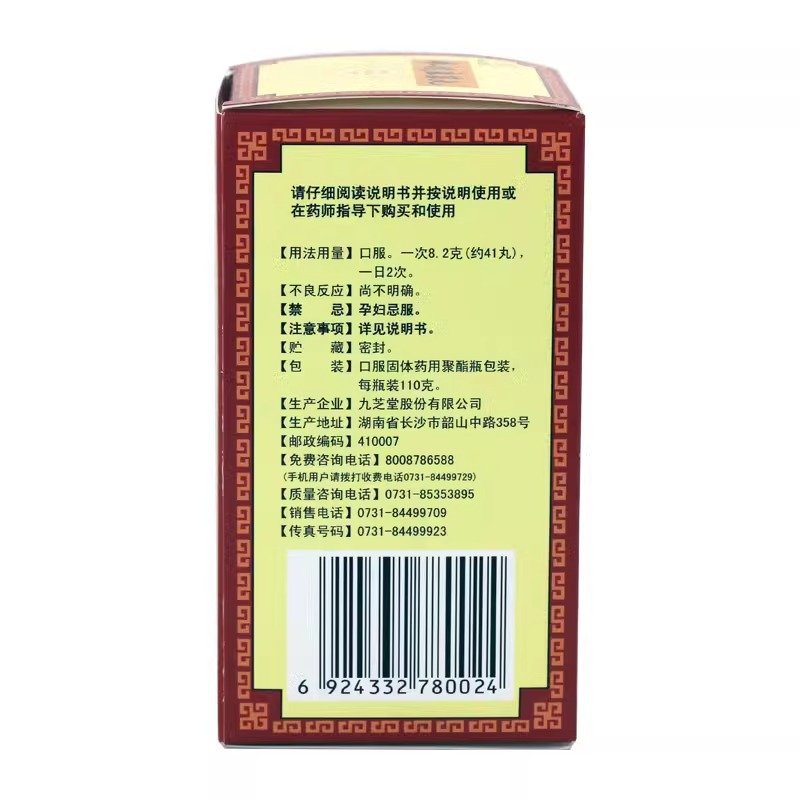 请仔细阅读说明书并按说明使用或
在药师指导下购买和使用
【用法用量】口服。一次8.2克(约41丸),
一日2次。
【不良反应】尚不明确。
【禁 忌】孕妇忌服。
【注意事项】详见说明书。
【贮 藏】密封。
【包 装】口服固体药用聚酯瓶包装,
每瓶装110克。
【生产企业】九芝堂股份有限公司
【生产地址】湖南省长沙市韶山中路358号
【邮政编码】410007
【免费咨询电话】8008786588
(手机用户请拨打收费电话0731-84499729)
【质量咨询电话】0731-85353895
【销售电话】0731-84499709
【传真号码】0731-84499923
6 924332 780024